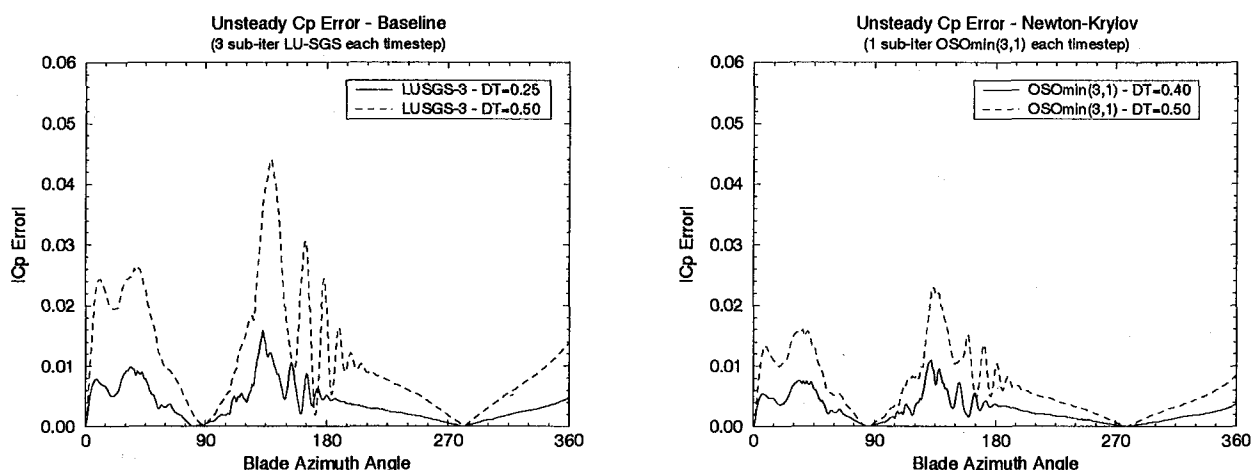 Unsteady Cp Error - Baseline
(3 sub-iter LU-SGS each timestep)
0.06
0.05
0.04
0.03
0.02
0.01
0.00
|Cp Error|
LUSGS-3 - DT=0.25
LUSGS-3 - DT=0.50
0 90 180 270 360
Blade Azimuth Angle
Unsteady Cp Error - Newton-Krylov
(1 sub-iter OSOmin(3,1) each timestep)
0.06
0.05
0.04
0.03
0.02
0.01
0.00
|Cp Error|
OSOmin(3,1) - DT=0.40
OSOmin(3,1) - DT=0.50
0 90 180 270 360
Blade Azimuth Angle